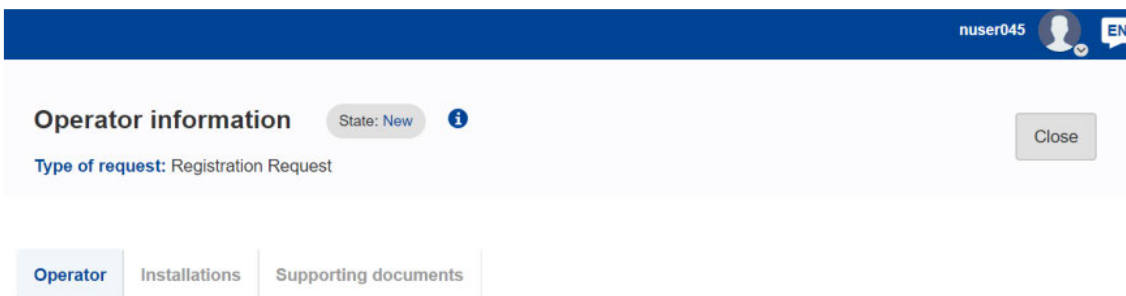 nuser045 EN
Operator information State: New
Close
Type of request: Registration Request
Operator Installations Supporting documents